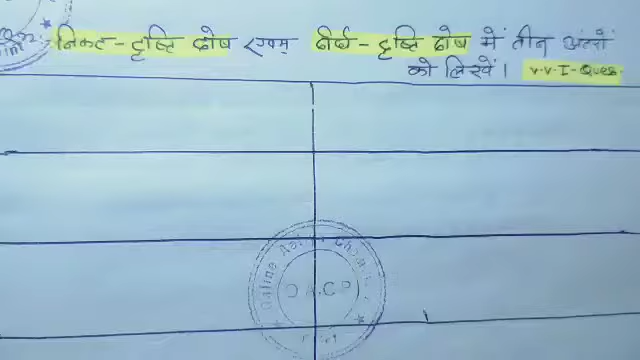 निकट-दृष्टि दोष एवम् दीर्घ-दृष्टि दोष में तीन अंतरों
को लिखें। V.V.I-Ques.